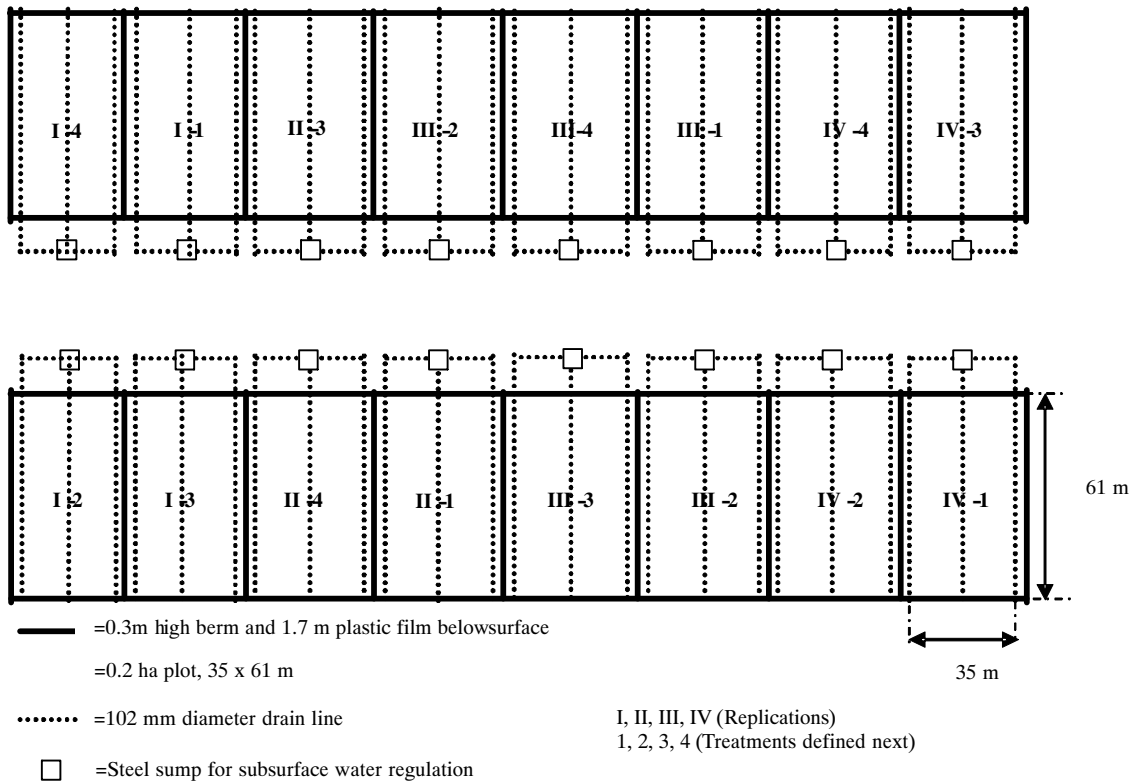 I -4 I -1 II -3 III -2 III -4 III -1 IV -4 IV -3
I -2 I -3 II -4 II -1 III -3 III -2 IV -2 IV -1
61 m
35 m
=0.3m high berm and 1.7 m plastic film belowsurface
=0.2 ha plot, 35 x 61 m
=102 mm diameter drain line
=Steel sump for subsurface water regulation
I, II, III, IV (Replications)
1, 2, 3, 4 (Treatments defined next)